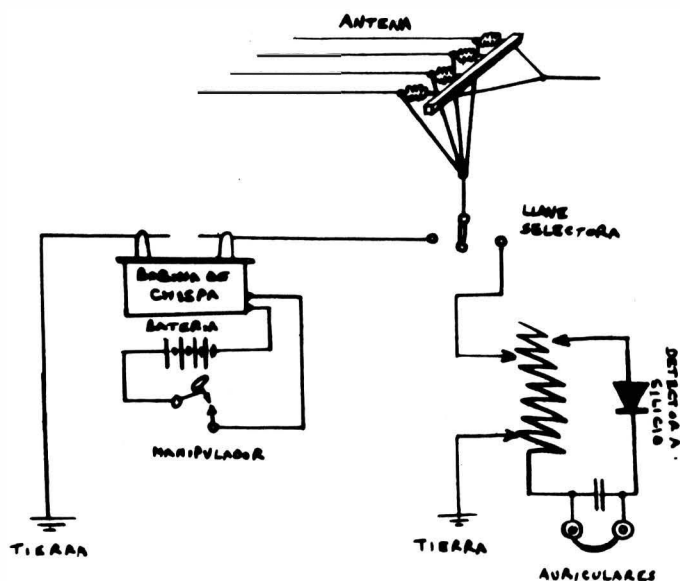 ANTENA
LLAVE
SELECTORA
BOBINA DE
CHISPA
BATERIA
MANIPULADOR
DETECTOR A
SILICIO
TIERRA
TIERRA
AURICULARES